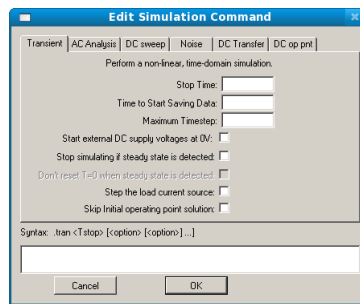 Edit Simulation Command
Transient AC Analysis DC sweep Noise DC Transfer DC op pnt
Perform a non-linear, time-domain simulation.
Stop Time:
Time to Start Saving Data:
Maximum Timestep:
Start external DC supply voltages at 0V:
Stop simulating if steady state is detected:
Don't reset T=0 when steady state is detected:
Step the load current source:
Skip Initial operating point solution:
Syntax: .tran <Tstop> [<option> [<option>] ...]
Cancel OK